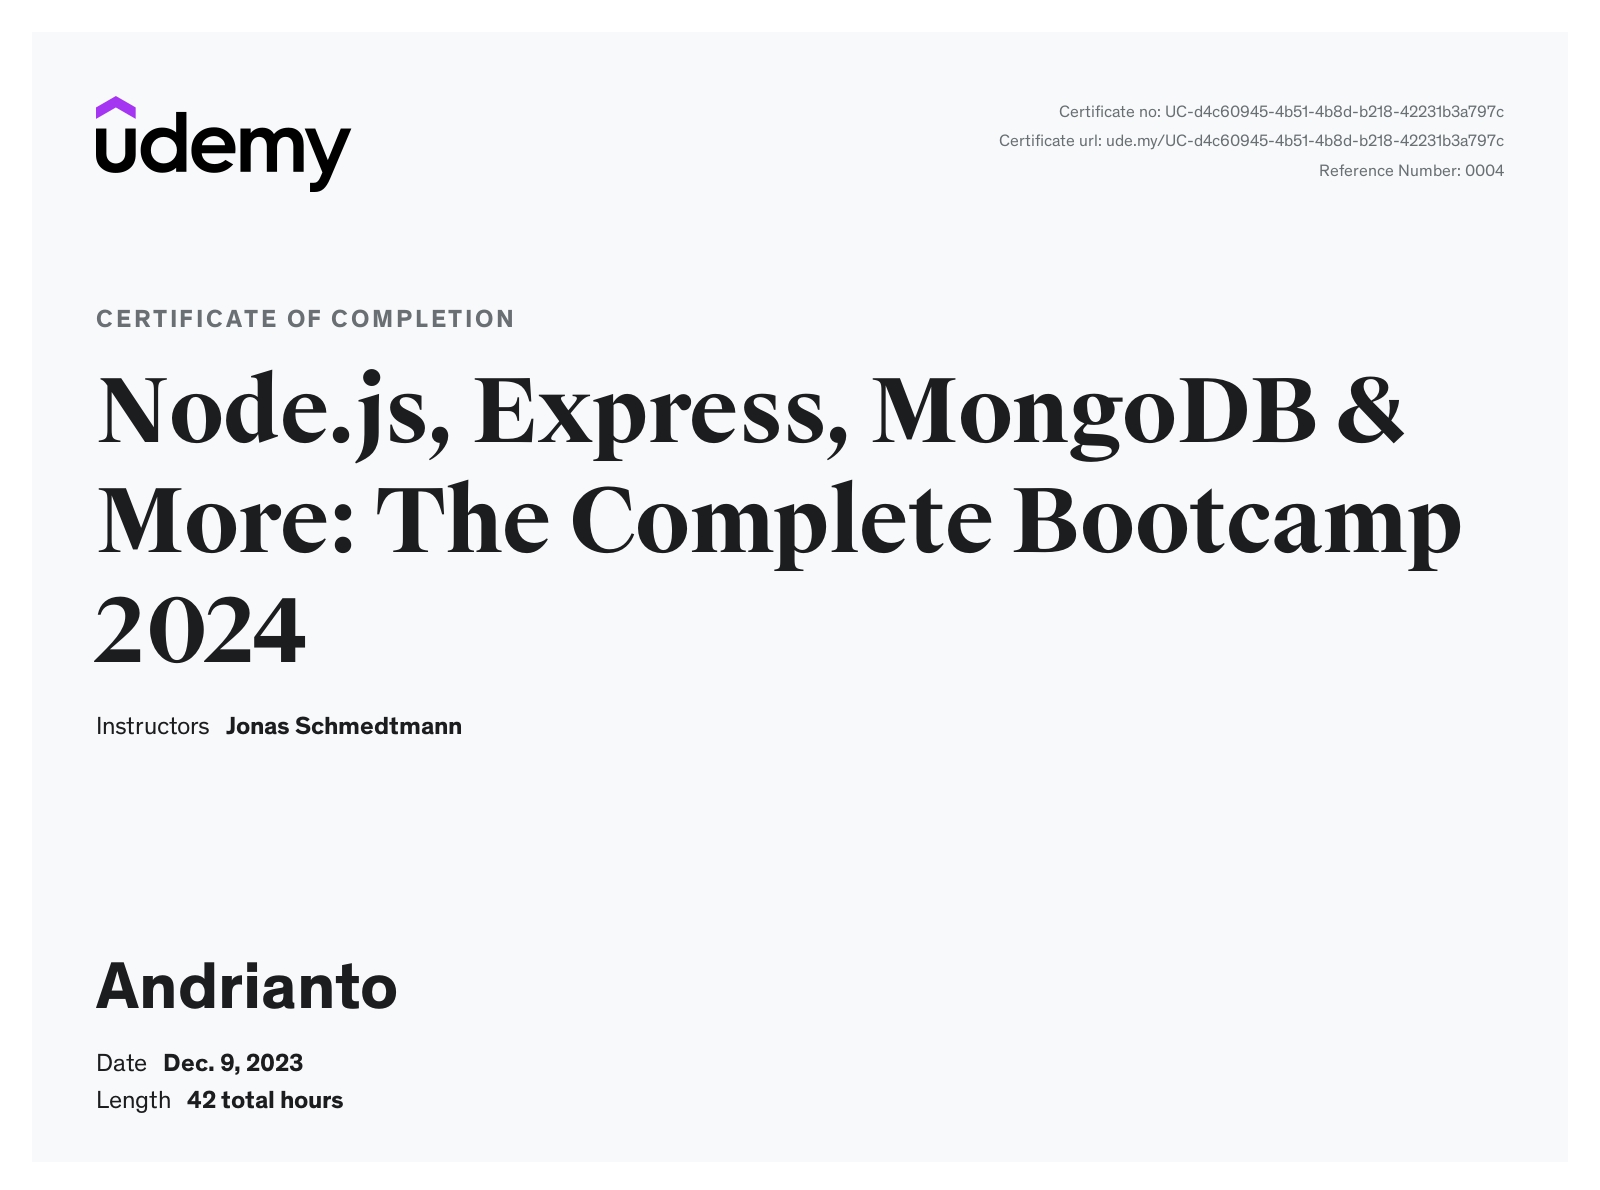 udemy
Certificate no: UC-d4c60945-4b51-4b8d-b218-42231b3a797c
Certificate url: ude.my/UC-d4c60945-4b51-4b8d-b218-42231b3a797c
Reference Number: 0004
CERTIFICATE OF COMPLETION
Node.js, Express, MongoDB &
More: The Complete Bootcamp
2024
Instructors Jonas Schmedtmann
Andrianto
Date Dec. 9, 2023
Length 42 total hours